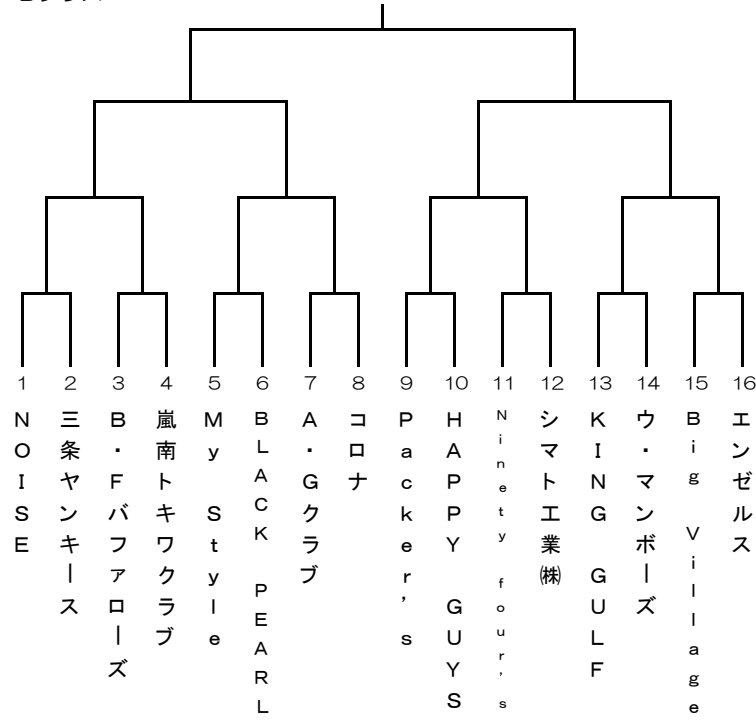 1
NOISE
2
三条ヤンキース
3
B・Fバファローズ
4
嵐南トキワクラブ
5
My Style
6
BLACK PEARL
7
A・Gクラブ
8
コロナ
9
Packer's
10
HAPPY GUYS
11
Ninety four's
12
シマト工業㈱
13
KING GULF
14
ウ・マンボーズ
15
Big Village
16
エンゼルス